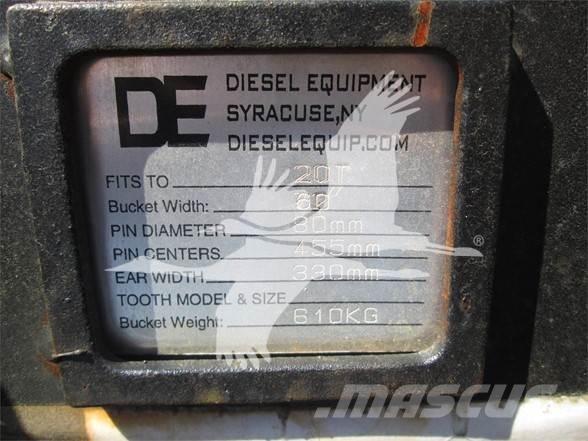 DE
DIESEL EQUIPMENT
SYRACUSE,NY
DIESELEQUIP.COM
FITS TO 20T
Bucket Width: 60"
PIN DIAMETER 80mm
PIN CENTERS 455mm
EAR WIDTH 330mm
TOOTH MODEL & SIZE
Bucket Weight: 610KG
®
MASCUS